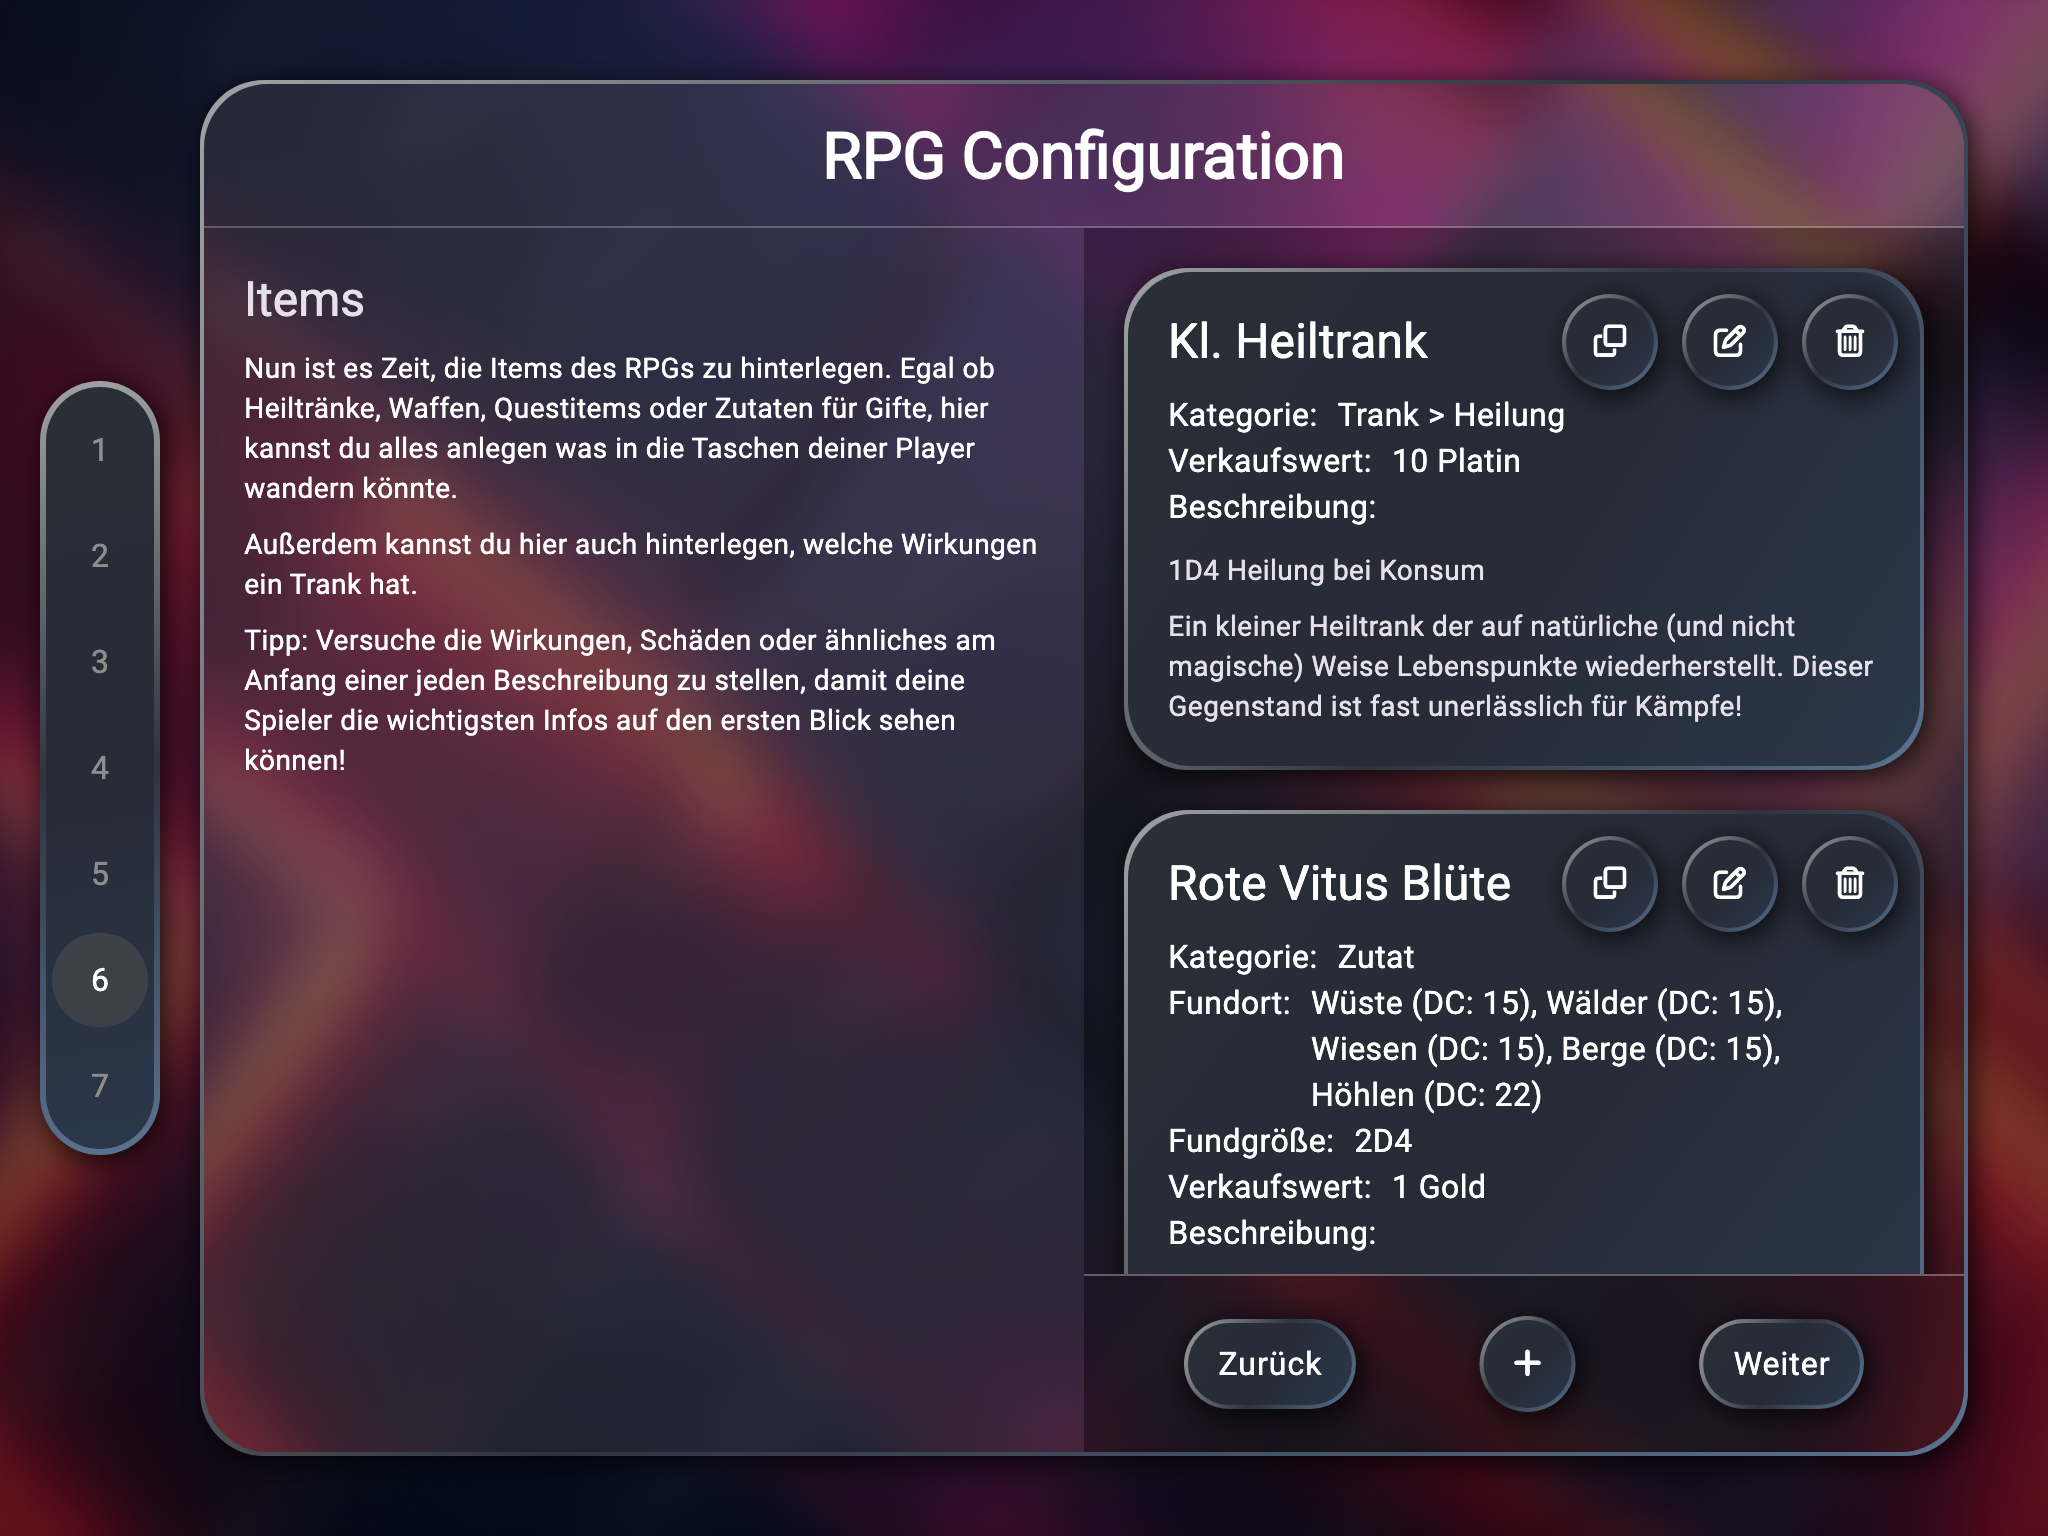 RPG Configuration
1
2
3
4
5
6
7
Items
Nun ist es Zeit, die Items des RPGs zu hinterlegen. Egal ob
Heiltränke, Waffen, Questitems oder Zutaten für Gifte, hier
kannst du alles anlegen was in die Taschen deiner Player
wandern könnte.
Außerdem kannst du hier auch hinterlegen, welche Wirkungen
ein Trank hat.
Tipp: Versuche die Wirkungen, Schäden oder ähnliches am
Anfang einer jeden Beschreibung zu stellen, damit deine
Spieler die wichtigsten Infos auf den ersten Blick sehen
können!
Kl. Heiltrank
Kategorie: Trank > Heilung
Verkaufswert: 10 Platin
Beschreibung:
1D4 Heilung bei Konsum
Ein kleiner Heiltrank der auf natürliche (und nicht
magische) Weise Lebenspunkte wiederherstellt. Dieser
Gegenstand ist fast unerlässlich für Kämpfe!
Rote Vitus Blüte
Kategorie: Zutat
Fundort: Wüste (DC: 15), Wälder (DC: 15),
Wiesen (DC: 15), Berge (DC: 15),
Höhlen (DC: 22)
Fundgröße: 2D4
Verkaufswert: 1 Gold
Beschreibung:
Zurück
+
Weiter